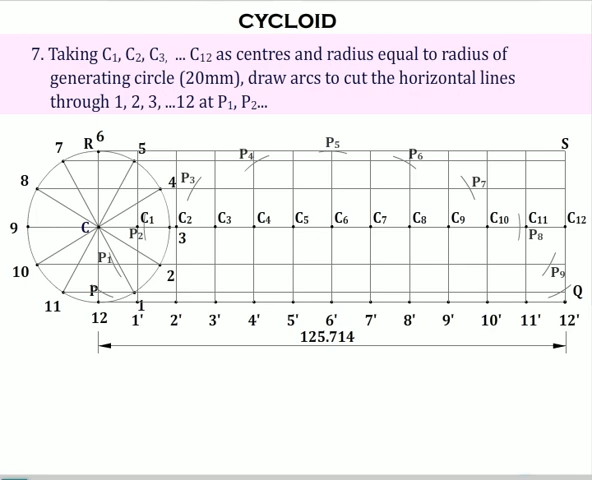 CYCLOID
7. Taking C₁, C₂, C₃, ... C₁₂ as centres and radius equal to radius of
generating circle (20mm), draw arcs to cut the horizontal lines
through 1, 2, 3, ...12 at P₁, P₂...
R 6
7 5 P₄ P₅ P₆ S
8 4 P₃ P₇
9 C C₁ C₂ C₃ C₄ C₅ C₆ C₇ C₈ C₉ C₁₀ C₁₁ C₁₂
P₂ 3 P₈
10 P₁ 2 P₉
P Q
11 1
12 1' 2' 3' 4' 5' 6' 7' 8' 9' 10' 11' 12'
125.714